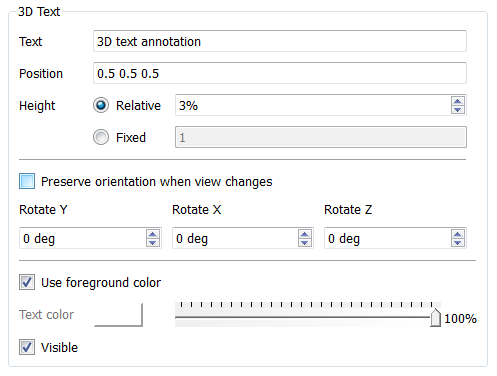 3D Text
Text 3D text annotation
Position 0.5 0.5 0.5
Height Relative 3%
Fixed 1
Preserve orientation when view changes
Rotate Y Rotate X Rotate Z
0 deg 0 deg 0 deg
Use foreground color
Text color 100%
Visible